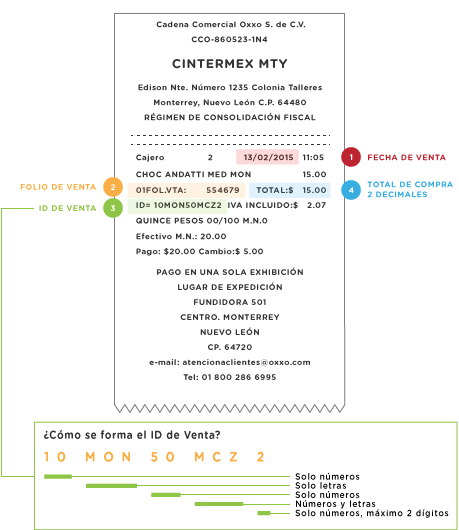 Cadena Comercial Oxxo S. de C.V.
CCO-860523-1N4
CINTERMEX MTY
Edison Nte. Número 1235 Colonia Talleres
Monterrey, Nuevo León C.P. 64480
RÉGIMEN DE CONSOLIDACIÓN FISCAL
Cajero 2 13/02/2015 11:05
1 FECHA DE VENTA
CHOC ANDATTI MED MON 15.00
FOLIO DE VENTA 2
01FOL.VTA: 554679 TOTAL:$ 15.00
4 TOTAL DE COMPRA
2 DECIMALES
ID DE VENTA 3
ID= 10MON50MCZ2 IVA INCLUIDO:$ 2.07
QUINCE PESOS 00/100 M.N.0
Efectivo M.N.: 20.00
Pago: $20.00 Cambio:$ 5.00
PAGO EN UNA SOLA EXHIBICIÓN
LUGAR DE EXPEDICIÓN
FUNDIDORA 501
CENTRO. MONTERREY
NUEVO LEÓN
CP. 64720
e-mail: atencionaclientes@oxxo.com
Tel: 01 800 286 6995
¿Cómo se forma el ID de Venta?
10 MON 50 MCZ 2
Solo números
Solo letras
Solo números
Números y letras
Solo números, máximo 2 dígitos